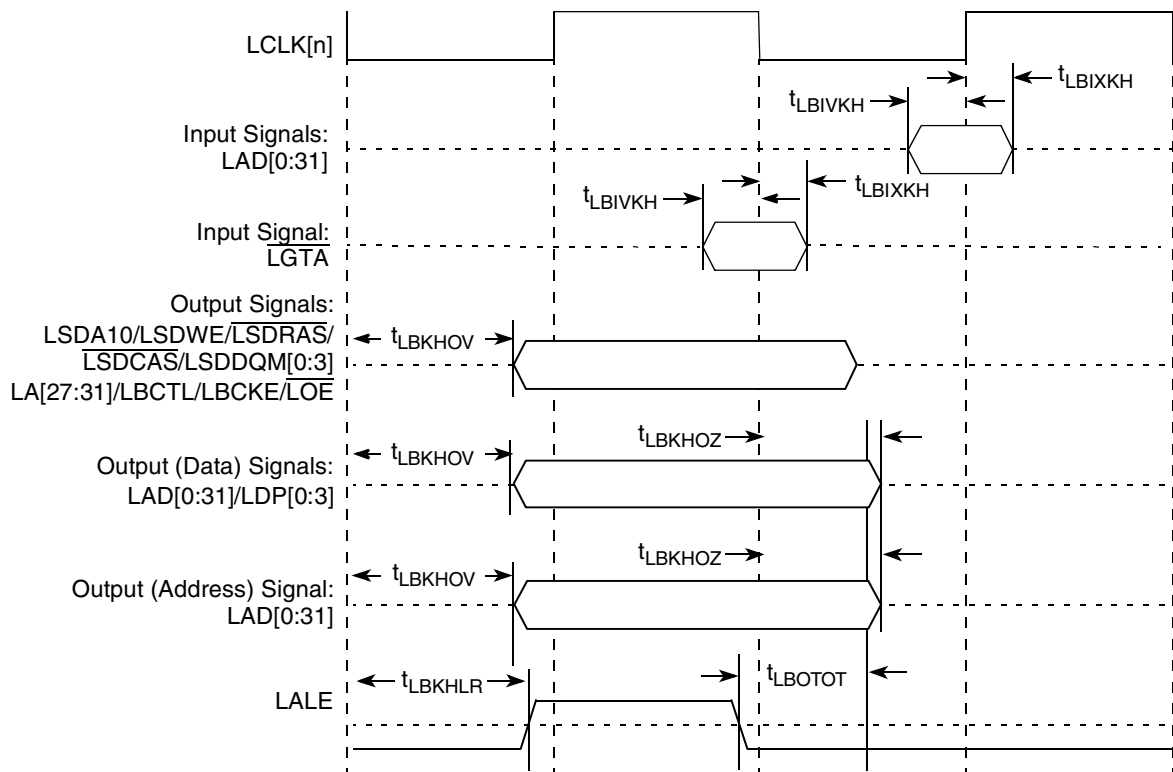 LCLK[n]
tLBIXKH
tLBIVKH
Input Signals:
LAD[0:31]
tLBIXKH
tLBIVKH
Input Signal:
LGTA
Output Signals:
LSDA10/LSDWE/LSDRAS/
LSDCAS/LSDDQM[0:3]
LA[27:31]/LBCTL/LBCKE/LOE
tLBKHOV
tLBKHOZ
tLBKHOV
Output (Data) Signals:
LAD[0:31]/LDP[0:3]
tLBKHOZ
tLBKHOV
Output (Address) Signal:
LAD[0:31]
tLBKHLR
tLBOTOT
LALE